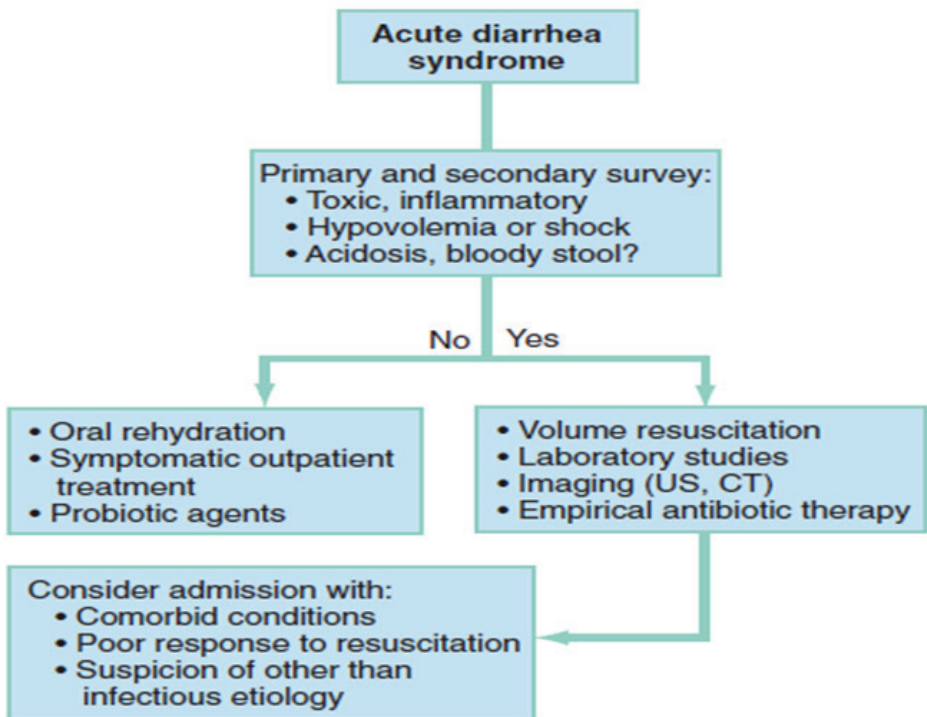 Acute diarrhea
syndrome
Primary and secondary survey:
• Toxic, inflammatory
• Hypovolemia or shock
• Acidosis, bloody stool?
No Yes
• Oral rehydration
• Symptomatic outpatient
treatment
• Probiotic agents
• Volume resuscitation
• Laboratory studies
• Imaging (US, CT)
• Empirical antibiotic therapy
Consider admission with:
• Comorbid conditions
• Poor response to resuscitation
• Suspicion of other than
infectious etiology